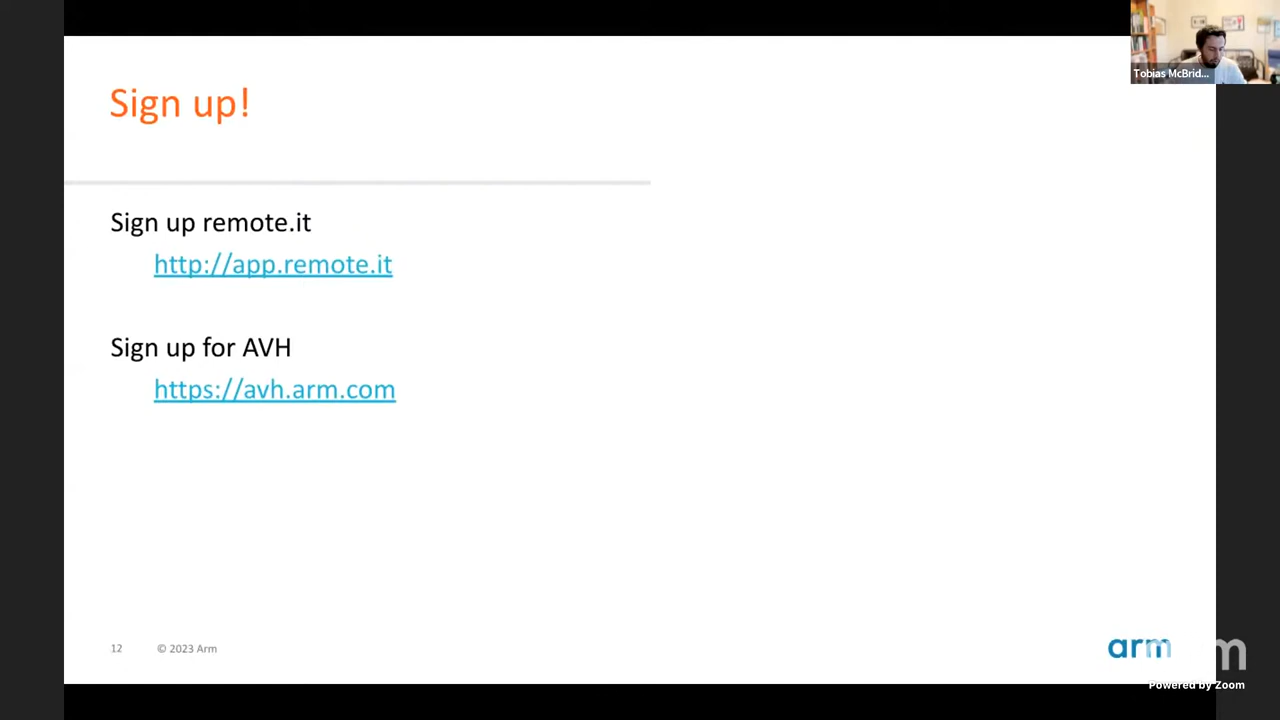 Sign up!
Tobias McBrid...
Sign up remote.it
http://app.remote.it
Sign up for AVH
https://avh.arm.com
12 © 2023 Arm
arm
Powered by Zoom